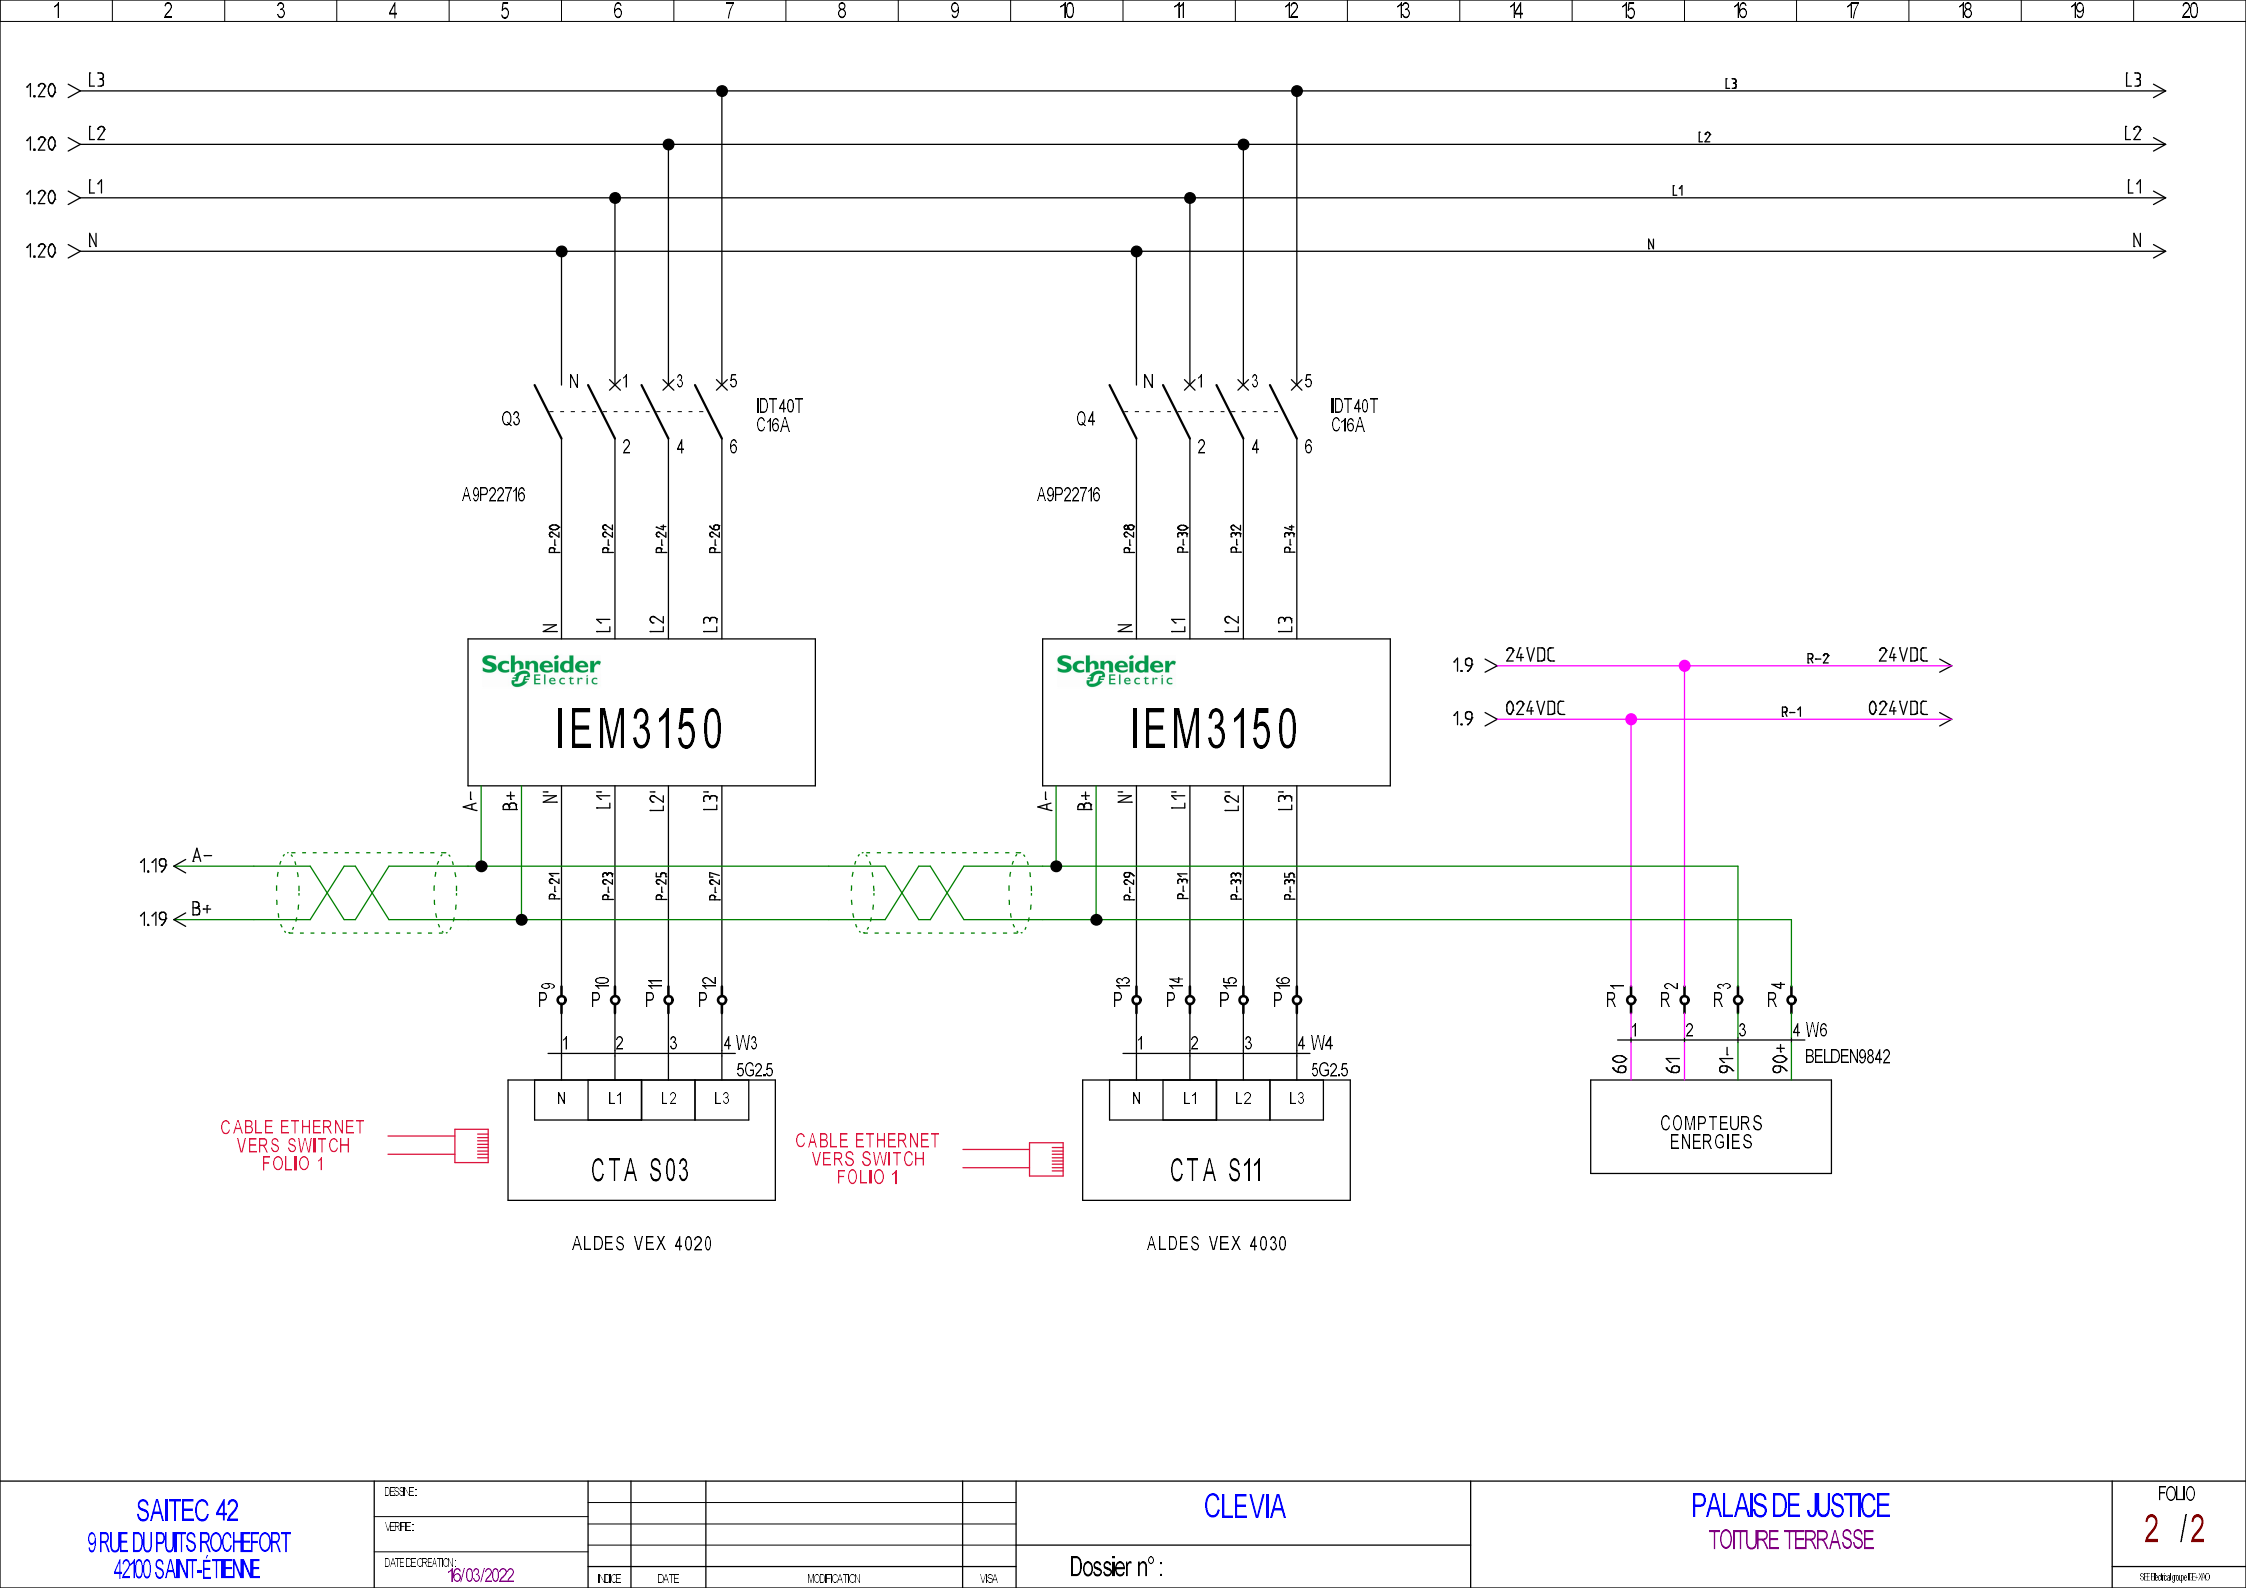 1 2 3 4 5 6 7 8 9 10 11 12 13 14 15 16 17 18 19 20
1.20 L3 L3 L3
1.20 L2 L2 L2
1.20 L1 L1 L1
1.20 N N N
Q3 N 1 3 5
2 4 6
IDT40T
C16A
A9P22716
P-20 P-22 P-24 P-26
N L1 L2 L3
Schneider
Electric
IEM3150
A- B+ N' L1' L2' L3'
Q4 N 1 3 5
2 4 6
IDT40T
C16A
A9P22716
P-28 P-30 P-32 P-34
N L1 L2 L3
Schneider
Electric
IEM3150
A- B+ N' L1' L2' L3'
1.9 24VDC R-2 24VDC
1.9 024VDC R-1 024VDC
1.19 A-
1.19 B+
P-21 P-23 P-25 P-27
P-29 P-31 P-33 P-35
P 9 P 10 P 11 P 12
1 2 3 4 W3
5G2.5
N L1 L2 L3
CTA S03
ALDES VEX 4020
CABLE ETHERNET
VERS SWITCH
FOLIO 1
P 13 P 14 P 15 P 16
1 2 3 4 W4
5G2.5
N L1 L2 L3
CTA S11
ALDES VEX 4030
CABLE ETHERNET
VERS SWITCH
FOLIO 1
R 1 R 2 R 3 R 4
1 2 3 4 W6
BELDEN9842
60 61 91- 90+
COMPTEURS
ENERGIES
SAITEC 42
9 RUE DU PUITS ROCHEFORT
42100 SAINT-ÉTIENNE
DESSINE:
VERIFIE:
DATE DE CREATION:
16/03/2022
INDICE DATE MODIFICATION VISA
CLEVIA
Dossier n° :
PALAIS DE JUSTICE
TOITURE TERRASSE
FOLIO
2 /2